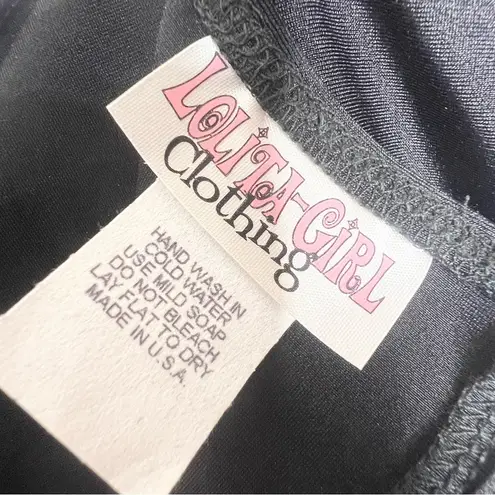 LOLITA-GIRL
Clothing
HAND WASH IN
COLD WATER
USE MILD SOAP
DO NOT BLEACH
LAY FLAT TO DRY
MADE IN U.S.A.